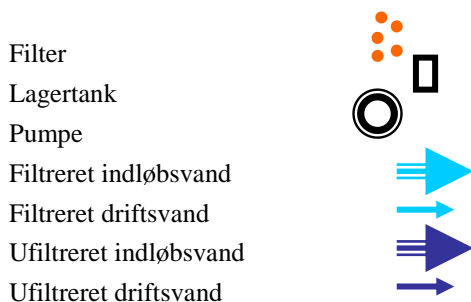 Filter
Lagertank
Pumpe
Filtreret indløbsvand
Filtreret driftsvand
Ufiltreret indløbsvand
Ufiltreret driftsvand